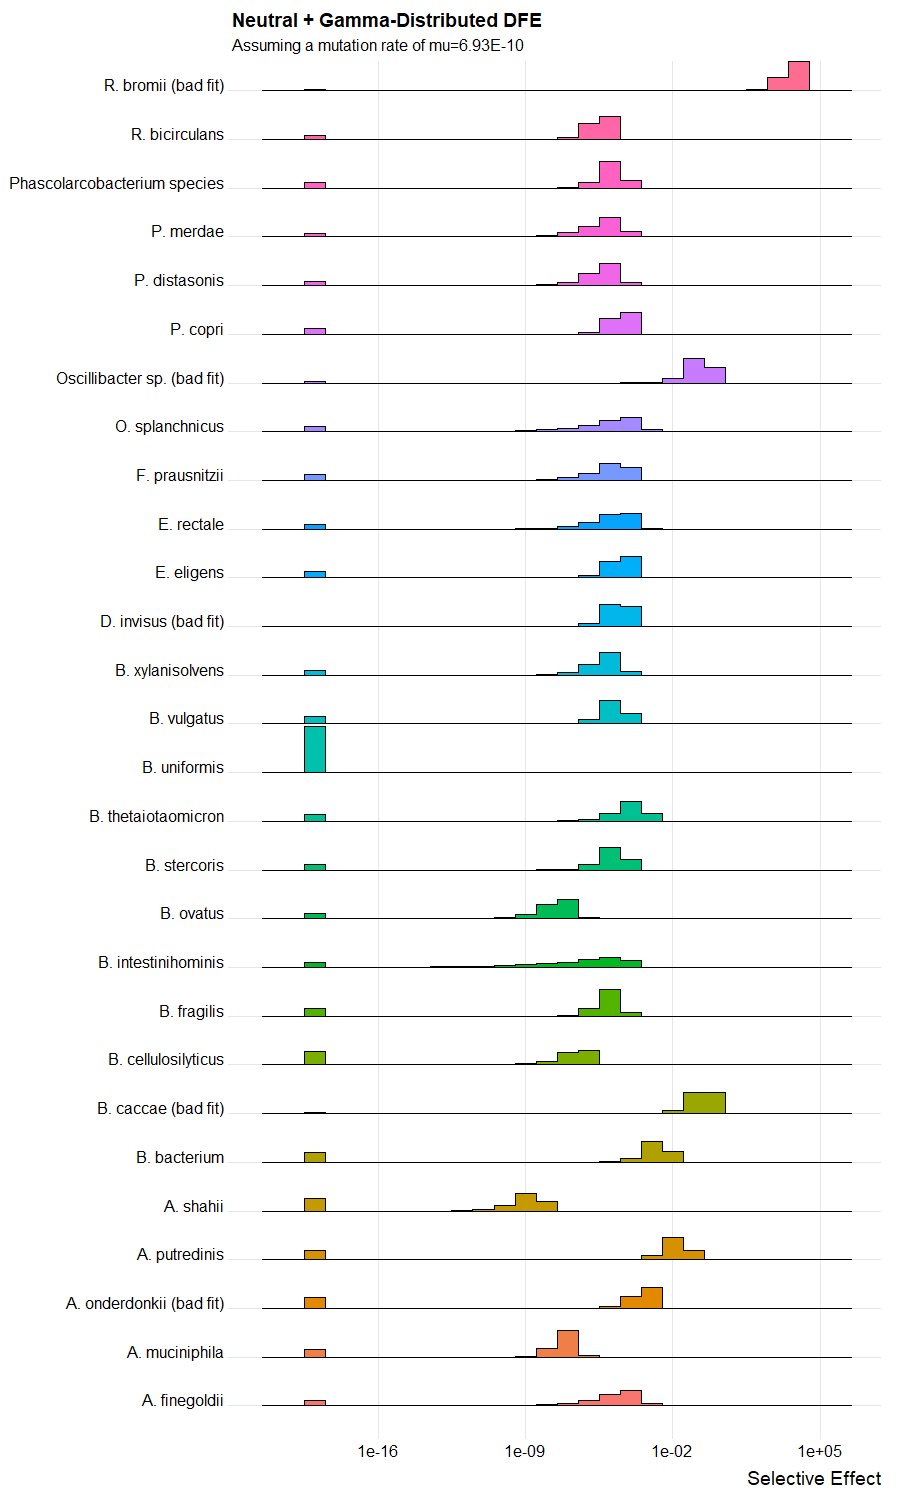 Neutral + Gamma-Distributed DFE
Assuming a mutation rate of mu=6.93E-10
R. bromii (bad fit)
R. bicirculans
Phascolarcobacterium species
P. merdae
P. distasonis
P. copri
Oscillibacter sp. (bad fit)
O. splanchnicus
F. prausnitzii
E. rectale
E. eligens
D. invisus (bad fit)
B. xylanisolvens
B. vulgatus
B. uniformis
B. thetaiotaomicron
B. stercoris
B. ovatus
B. intestinihominis
B. fragilis
B. cellulosilyticus
B. caccae (bad fit)
B. bacterium
A. shahii
A. putredinis
A. onderdonkii (bad fit)
A. muciniphila
A. finegoldii
1e-16 1e-09 1e-02 1e+05
Selective Effect